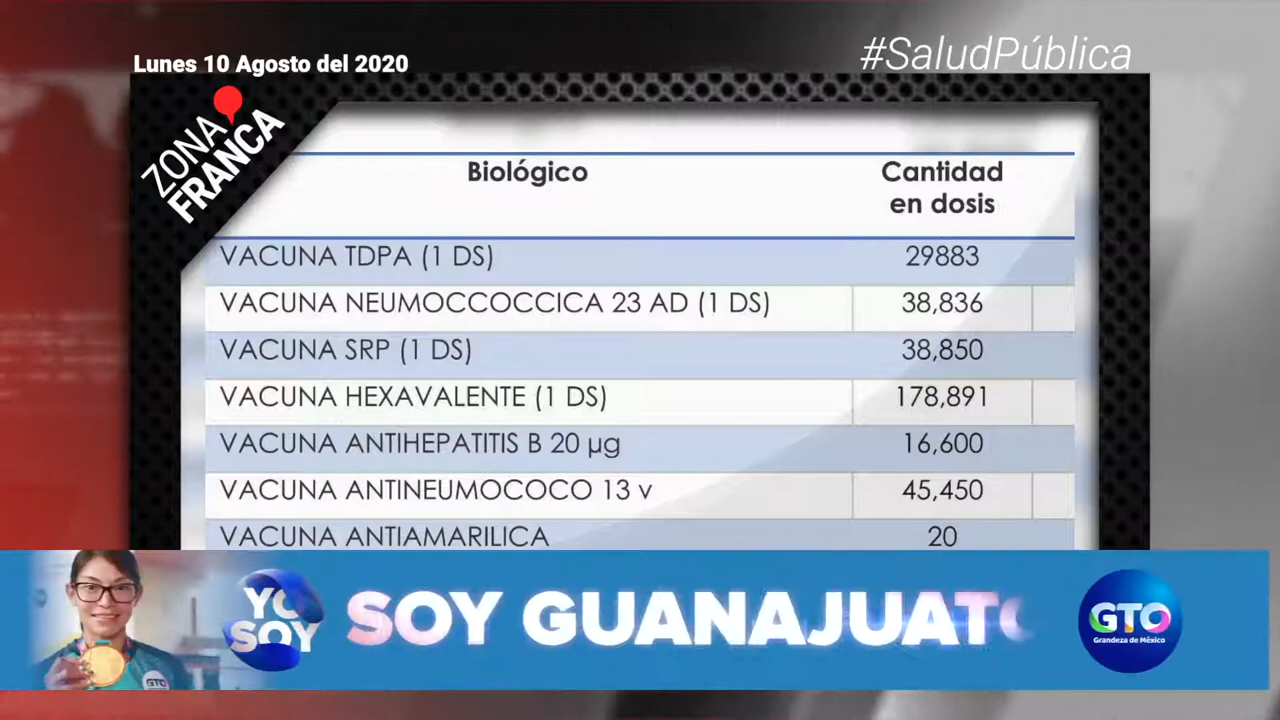 Lunes 10 Agosto del 2020
#SaludPública
ZONA
FRANCA
Biológico
Cantidad
en dosis
VACUNA TDPA (1 DS) 29883
VACUNA NEUMOCCOCCICA 23 AD (1 DS) 38,836
VACUNA SRP (1 DS) 38,850
VACUNA HEXAVALENTE (1 DS) 178,891
VACUNA ANTIHEPATITIS B 20 µg 16,600
VACUNA ANTINEUMOCOCO 13 v 45,450
VACUNA ANTIAMARILICA 20
YO
SOY
SOY GUANAJUATO
GTO
Grandeza de México
GTO